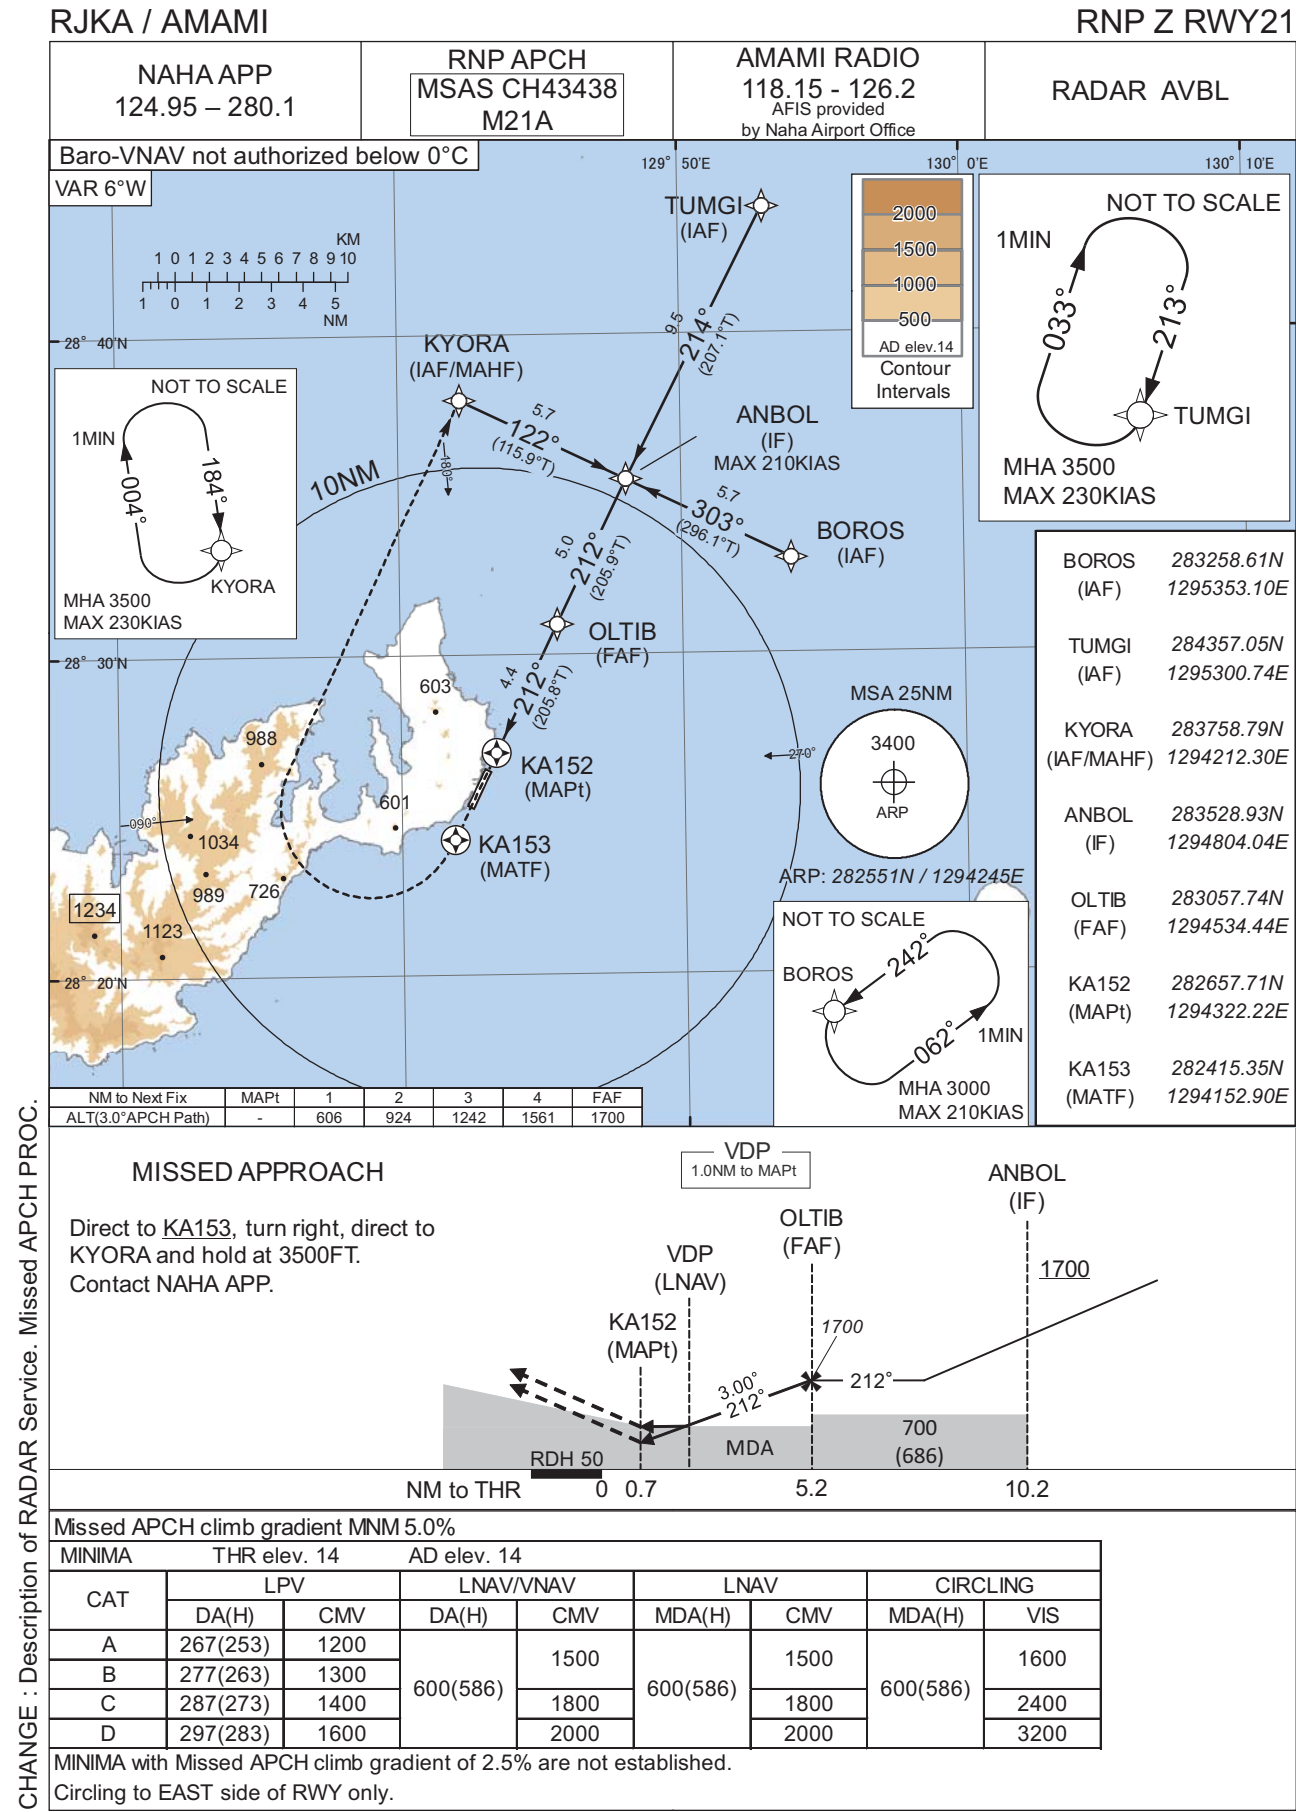 RJKA / AMAMI
RNP Z RWY21
NAHA APP
124.95 – 280.1
RNP APCH
MSAS CH43438
M21A
AMAMI RADIO
118.15 - 126.2
AFIS provided
by Naha Airport Office
RADAR AVBL
Baro-VNAV not authorized below 0°C
VAR 6°W
129° 50'E
130° 0'E
130° 10'E
KM
1 0 1 2 3 4 5 6 7 8 9 10
1 0 1 2 3 4 5
NM
TUMGI
(IAF)
9.5
214°
(207.1°T)
2000
1500
1000
500
AD elev.14
Contour
Intervals
NOT TO SCALE
1MIN
033°
213°
TUMGI
MHA 3500
MAX 230KIAS
28° 40'N
KYORA
(IAF/MAHF)
5.7
122°
(115.9°T)
180°
ANBOL
(IF)
MAX 210KIAS
5.7
303°
(296.1°T)
BOROS
(IAF)
NOT TO SCALE
1MIN
004°
184°
KYORA
MHA 3500
MAX 230KIAS
10NM
5.0
212°
(205.9°T)
OLTIB
(FAF)
28° 30'N
4.4
212°
(205.8°T)
603
988
KA152
(MAPt)
601
090°
1034
KA153
(MATF)
989
726
1234
1123
28° 20'N
270°
MSA 25NM
3400
ARP
ARP: 282551N / 1294245E
NOT TO SCALE
BOROS
242°
062°
1MIN
MHA 3000
MAX 210KIAS
BOROS 283258.61N
(IAF) 1295353.10E
TUMGI 284357.05N
(IAF) 1295300.74E
KYORA 283758.79N
(IAF/MAHF) 1294212.30E
ANBOL 283528.93N
(IF) 1294804.04E
OLTIB 283057.74N
(FAF) 1294534.44E
KA152 282657.71N
(MAPt) 1294322.22E
KA153 282415.35N
(MATF) 1294152.90E
NM to Next Fix MAPt 1 2 3 4 FAF
ALT(3.0°APCH Path) - 606 924 1242 1561 1700
MISSED APPROACH
Direct to KA153, turn right, direct to
KYORA and hold at 3500FT.
Contact NAHA APP.
VDP
1.0NM to MAPt
ANBOL
(IF)
OLTIB
(FAF)
VDP
(LNAV)
KA152
(MAPt)
1700
1700
3.00°
212°
212°
MDA
700
(686)
RDH 50
NM to THR 0 0.7 5.2 10.2
Missed APCH climb gradient MNM 5.0%
MINIMA THR elev. 14 AD elev. 14
CAT LPV LNAV/VNAV LNAV CIRCLING
DA(H) CMV DA(H) CMV MDA(H) CMV MDA(H) VIS
A 267(253) 1200 600(586) 1500 600(586) 1500 600(586) 1600
B 277(263) 1300
C 287(273) 1400 1800 1800 2400
D 297(283) 1600 2000 2000 3200
MINIMA with Missed APCH climb gradient of 2.5% are not established.
Circling to EAST side of RWY only.
CHANGE : Description of RADAR Service. Missed APCH PROC.